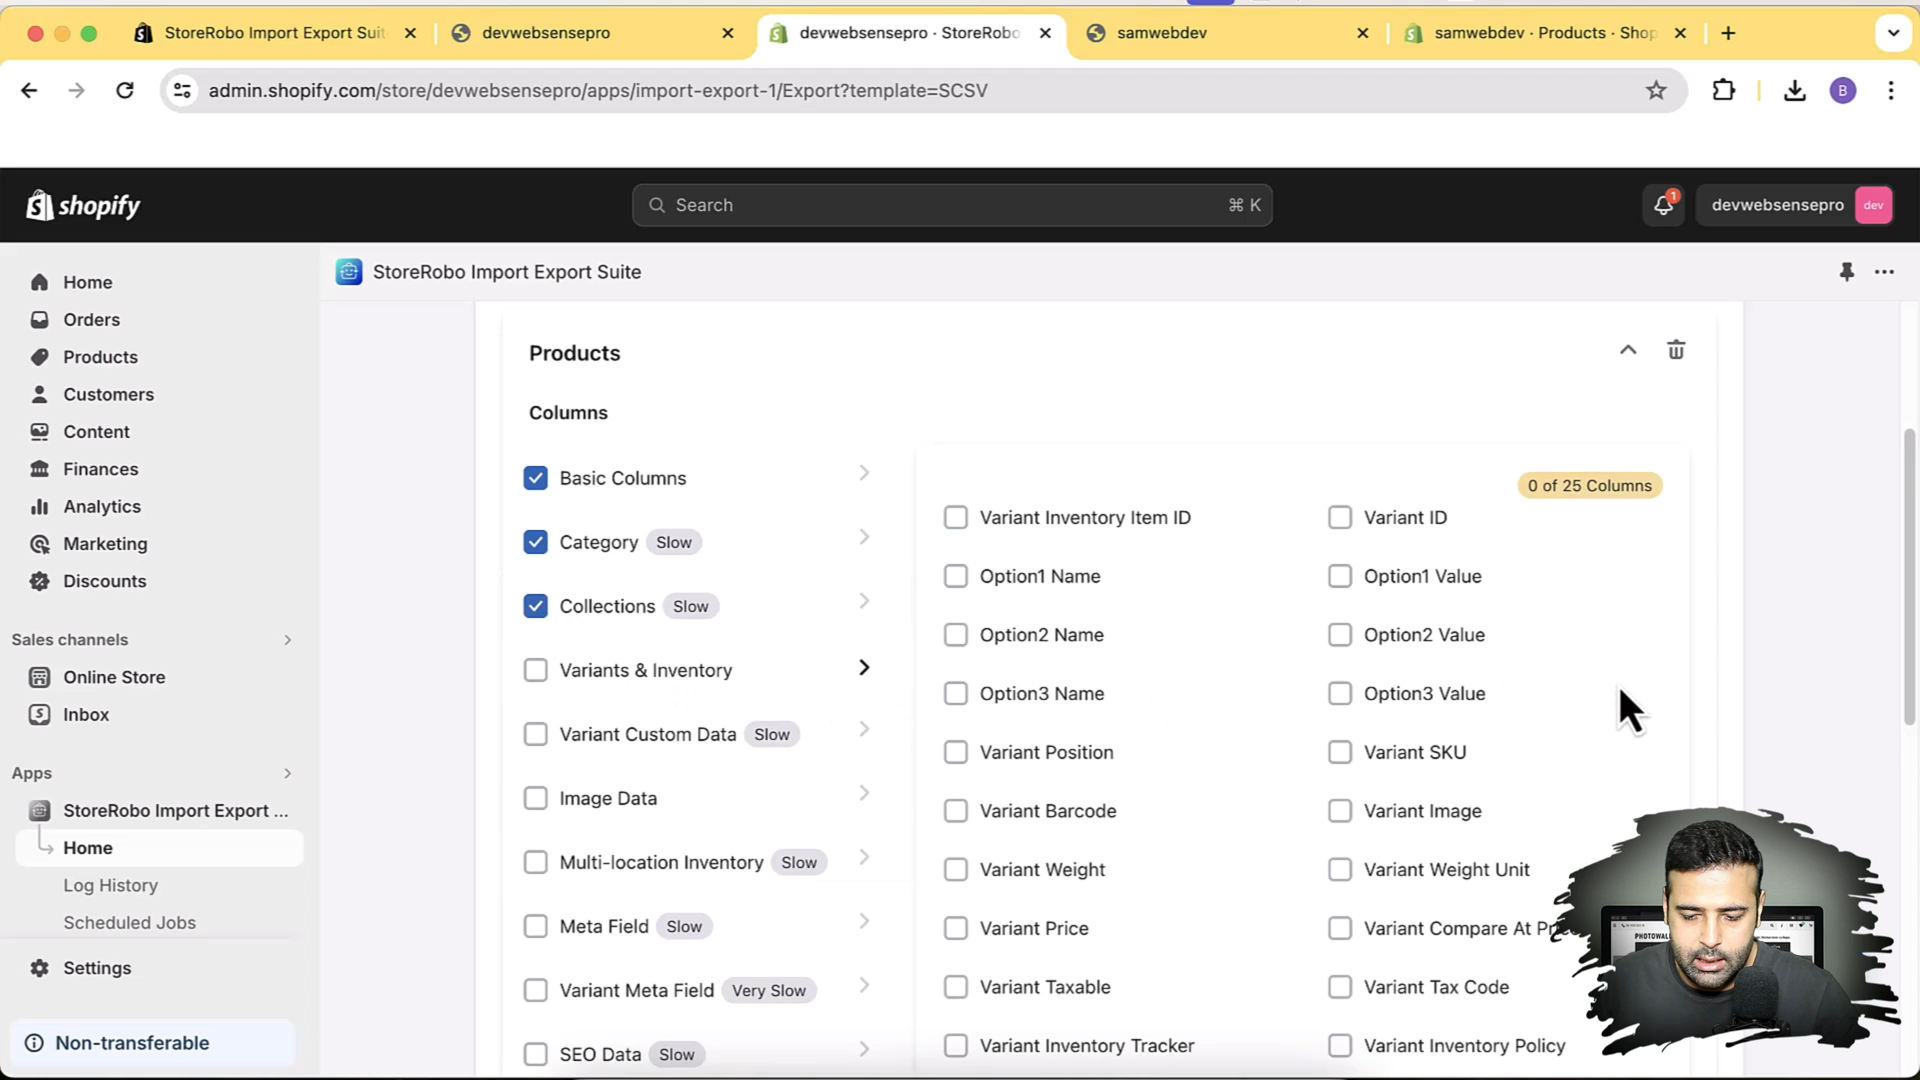 StoreRobo Import Export Suit
devwebsensepro
devwebsensepro · StoreRobo
samwebdev
samwebdev · Products · Shop
admin.shopify.com/store/devwebsensepro/apps/import-export-1/Export?template=SCSV
B
shopify
Search
⌘ K
1
devwebsensepro
dev
Home
Orders
Products
Customers
Content
Finances
Analytics
Marketing
Discounts
Sales channels
Online Store
Inbox
Apps
StoreRobo Import Export ...
Home
Log History
Scheduled Jobs
Settings
Non-transferable
StoreRobo Import Export Suite
Products
Columns
Basic Columns
Category Slow
Collections Slow
Variants & Inventory
Variant Custom Data Slow
Image Data
Multi-location Inventory Slow
Meta Field Slow
Variant Meta Field Very Slow
SEO Data Slow
0 of 25 Columns
Variant Inventory Item ID
Variant ID
Option1 Name
Option1 Value
Option2 Name
Option2 Value
Option3 Name
Option3 Value
Variant Position
Variant SKU
Variant Barcode
Variant Image
Variant Weight
Variant Weight Unit
Variant Price
Variant Compare At
Variant Taxable
Variant Tax Code
Variant Inventory Tracker
Variant Inventory Policy